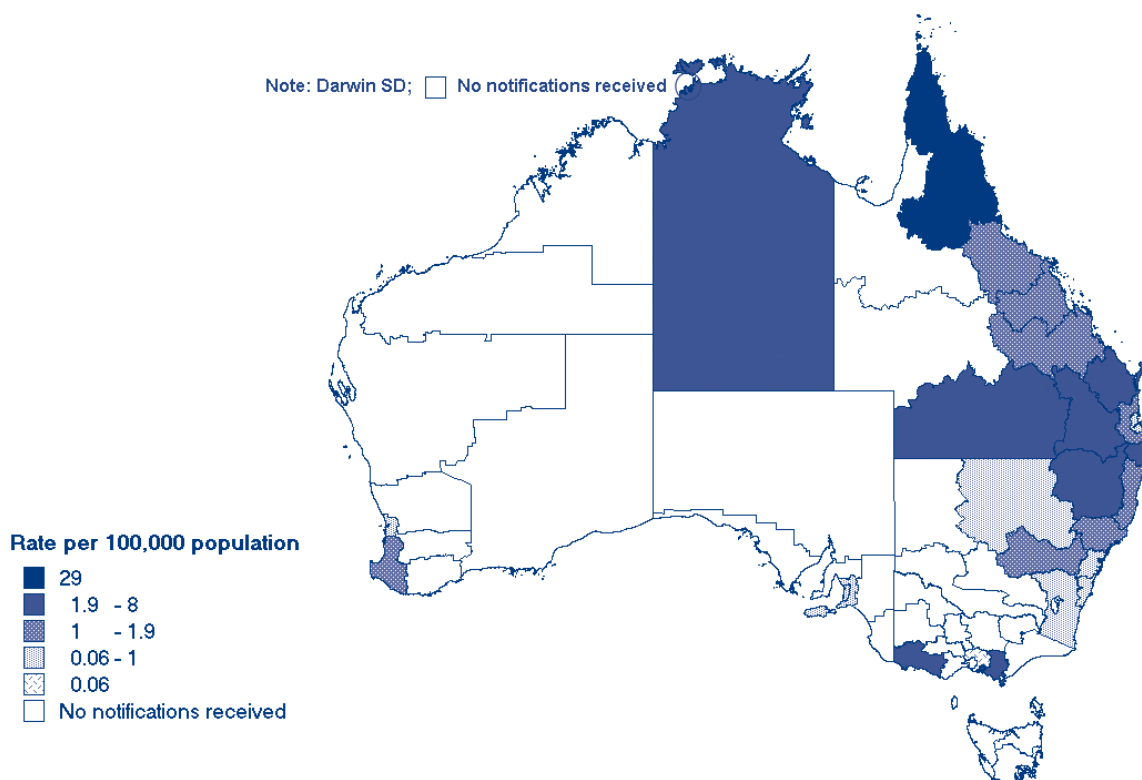 Note: Darwin SD; No notifications received
Rate per 100,000 population
29
1.9 - 8
1 - 1.9
0.06 - 1
0.06
No notifications received